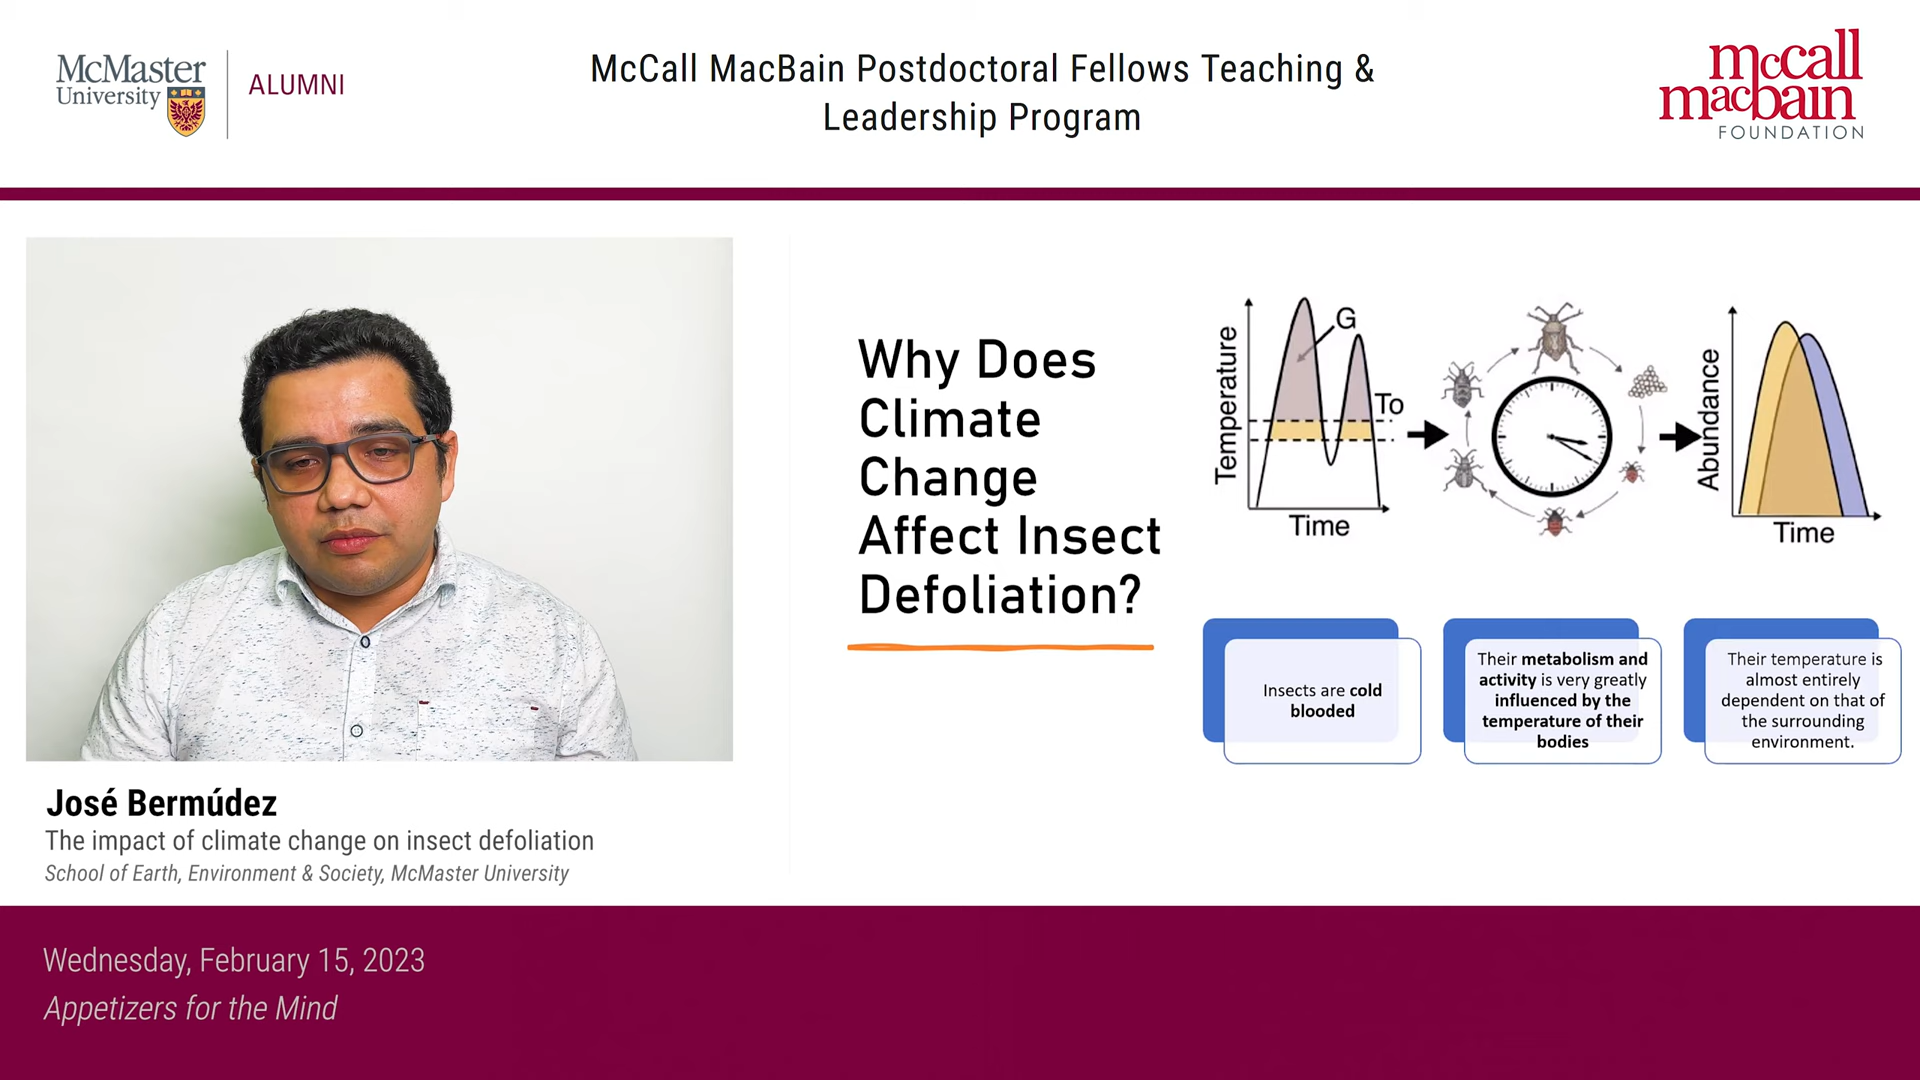 McMaster
University
ALUMNI
McCall MacBain Postdoctoral Fellows Teaching &
Leadership Program
mccall
macbain
FOUNDATION
José Bermúdez
The impact of climate change on insect defoliation
School of Earth, Environment & Society, McMaster University
Why Does
Climate
Change
Affect Insect
Defoliation?
Temperature
G
To
Time
Abundance
Time
Insects are cold
blooded
Their metabolism and
activity is very greatly
influenced by the
temperature of their
bodies
Their temperature is
almost entirely
dependent on that of
the surrounding
environment.
Wednesday, February 15, 2023
Appetizers for the Mind